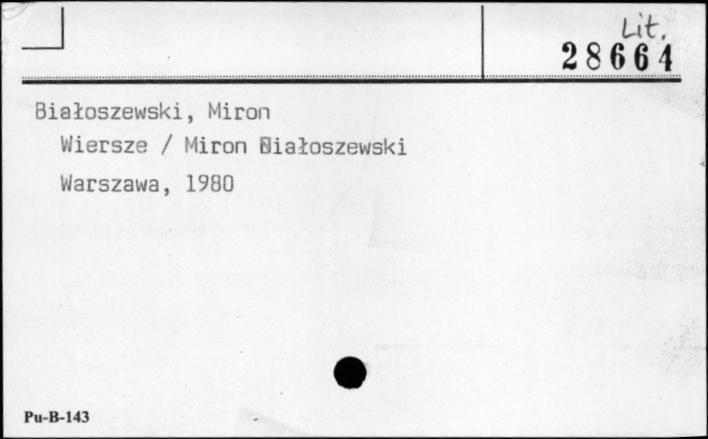 Lit.
28664
Białoszewski, Miron
Wiersze / Miron Białoszewski
Warszawa, 1980
Pu-B-143